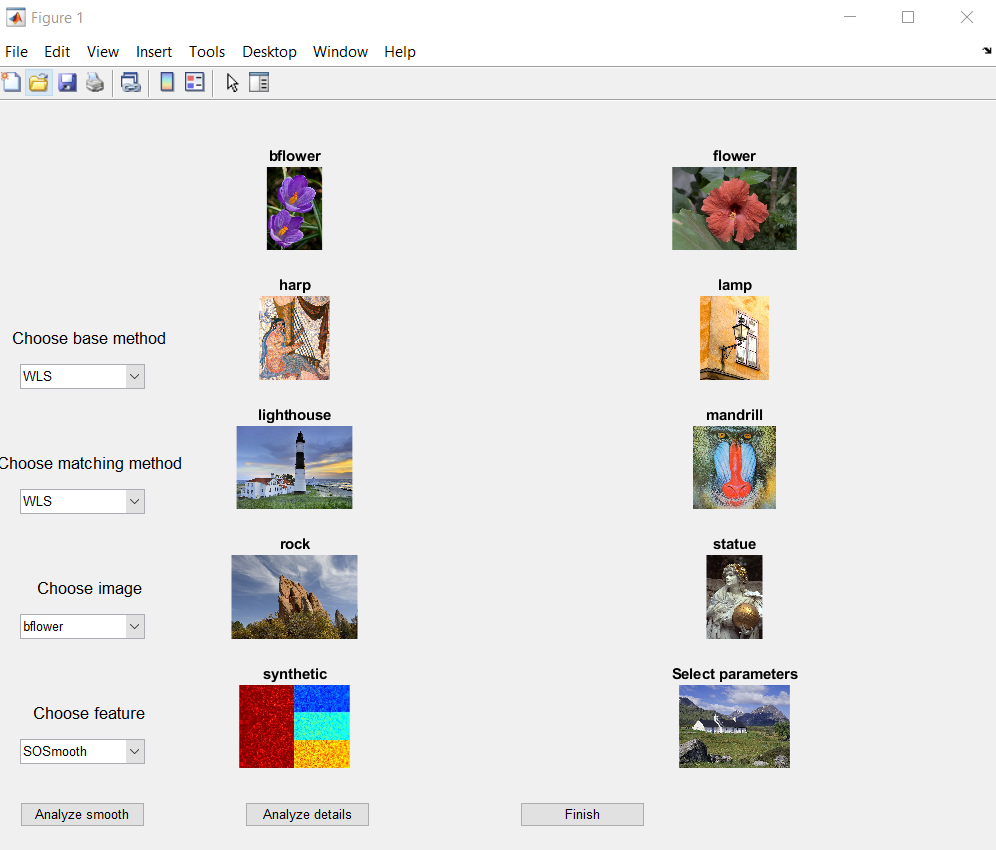 Figure 1
File Edit View Insert Tools Desktop Window Help
bflower
flower
harp
lamp
Choose base method
WLS
lighthouse
mandrill
Choose matching method
WLS
rock
statue
Choose image
bflower
synthetic
Select parameters
Choose feature
SOSmooth
Analyze smooth
Analyze details
Finish